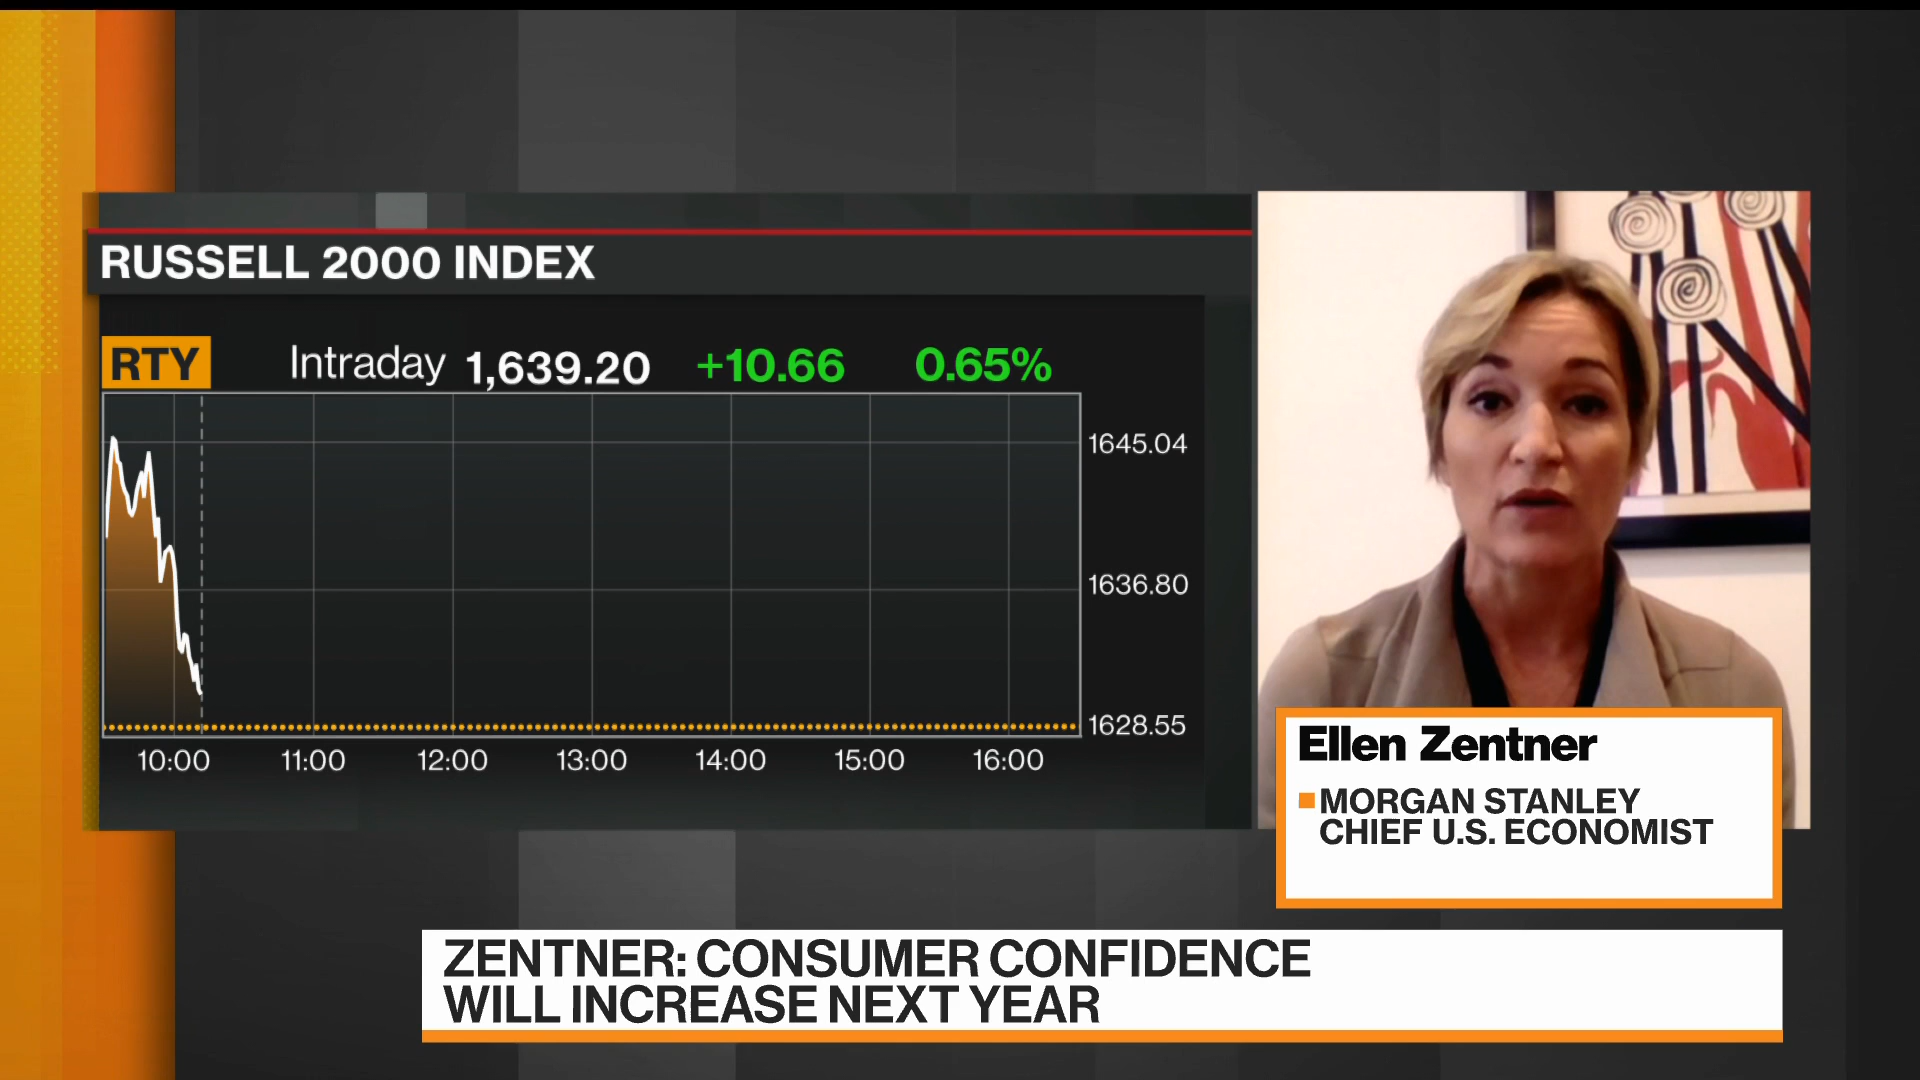 RUSSELL 2000 INDEX
RTY Intraday 1,639.20 +10.66 0.65%
1645.04
1636.80
1628.55
10:00 11:00 12:00 13:00 14:00 15:00 16:00
Ellen Zentner
MORGAN STANLEY
CHIEF U.S. ECONOMIST
ZENTNER: CONSUMER CONFIDENCE
WILL INCREASE NEXT YEAR